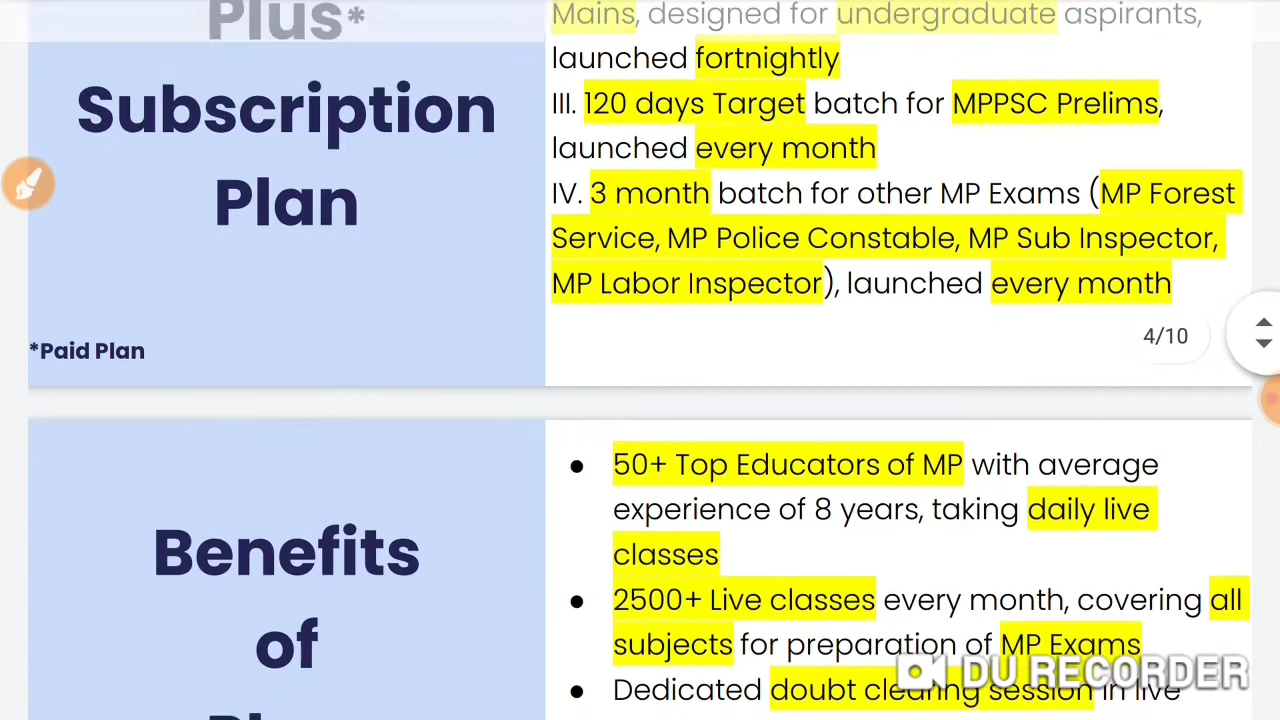 Plus*
Subscription
Plan
*Paid Plan
Mains, designed for undergraduate aspirants,
launched fortnightly
III. 120 days Target batch for MPPSC Prelims,
launched every month
IV. 3 month batch for other MP Exams (MP Forest
Service, MP Police Constable, MP Sub Inspector,
MP Labor Inspector), launched every month
4/10
Benefits
of
● 50+ Top Educators of MP with average
experience of 8 years, taking daily live
classes
● 2500+ Live classes every month, covering all
subjects for preparation of MP Exams
● Dedicated doubt clearing session in live
DU RECORDER